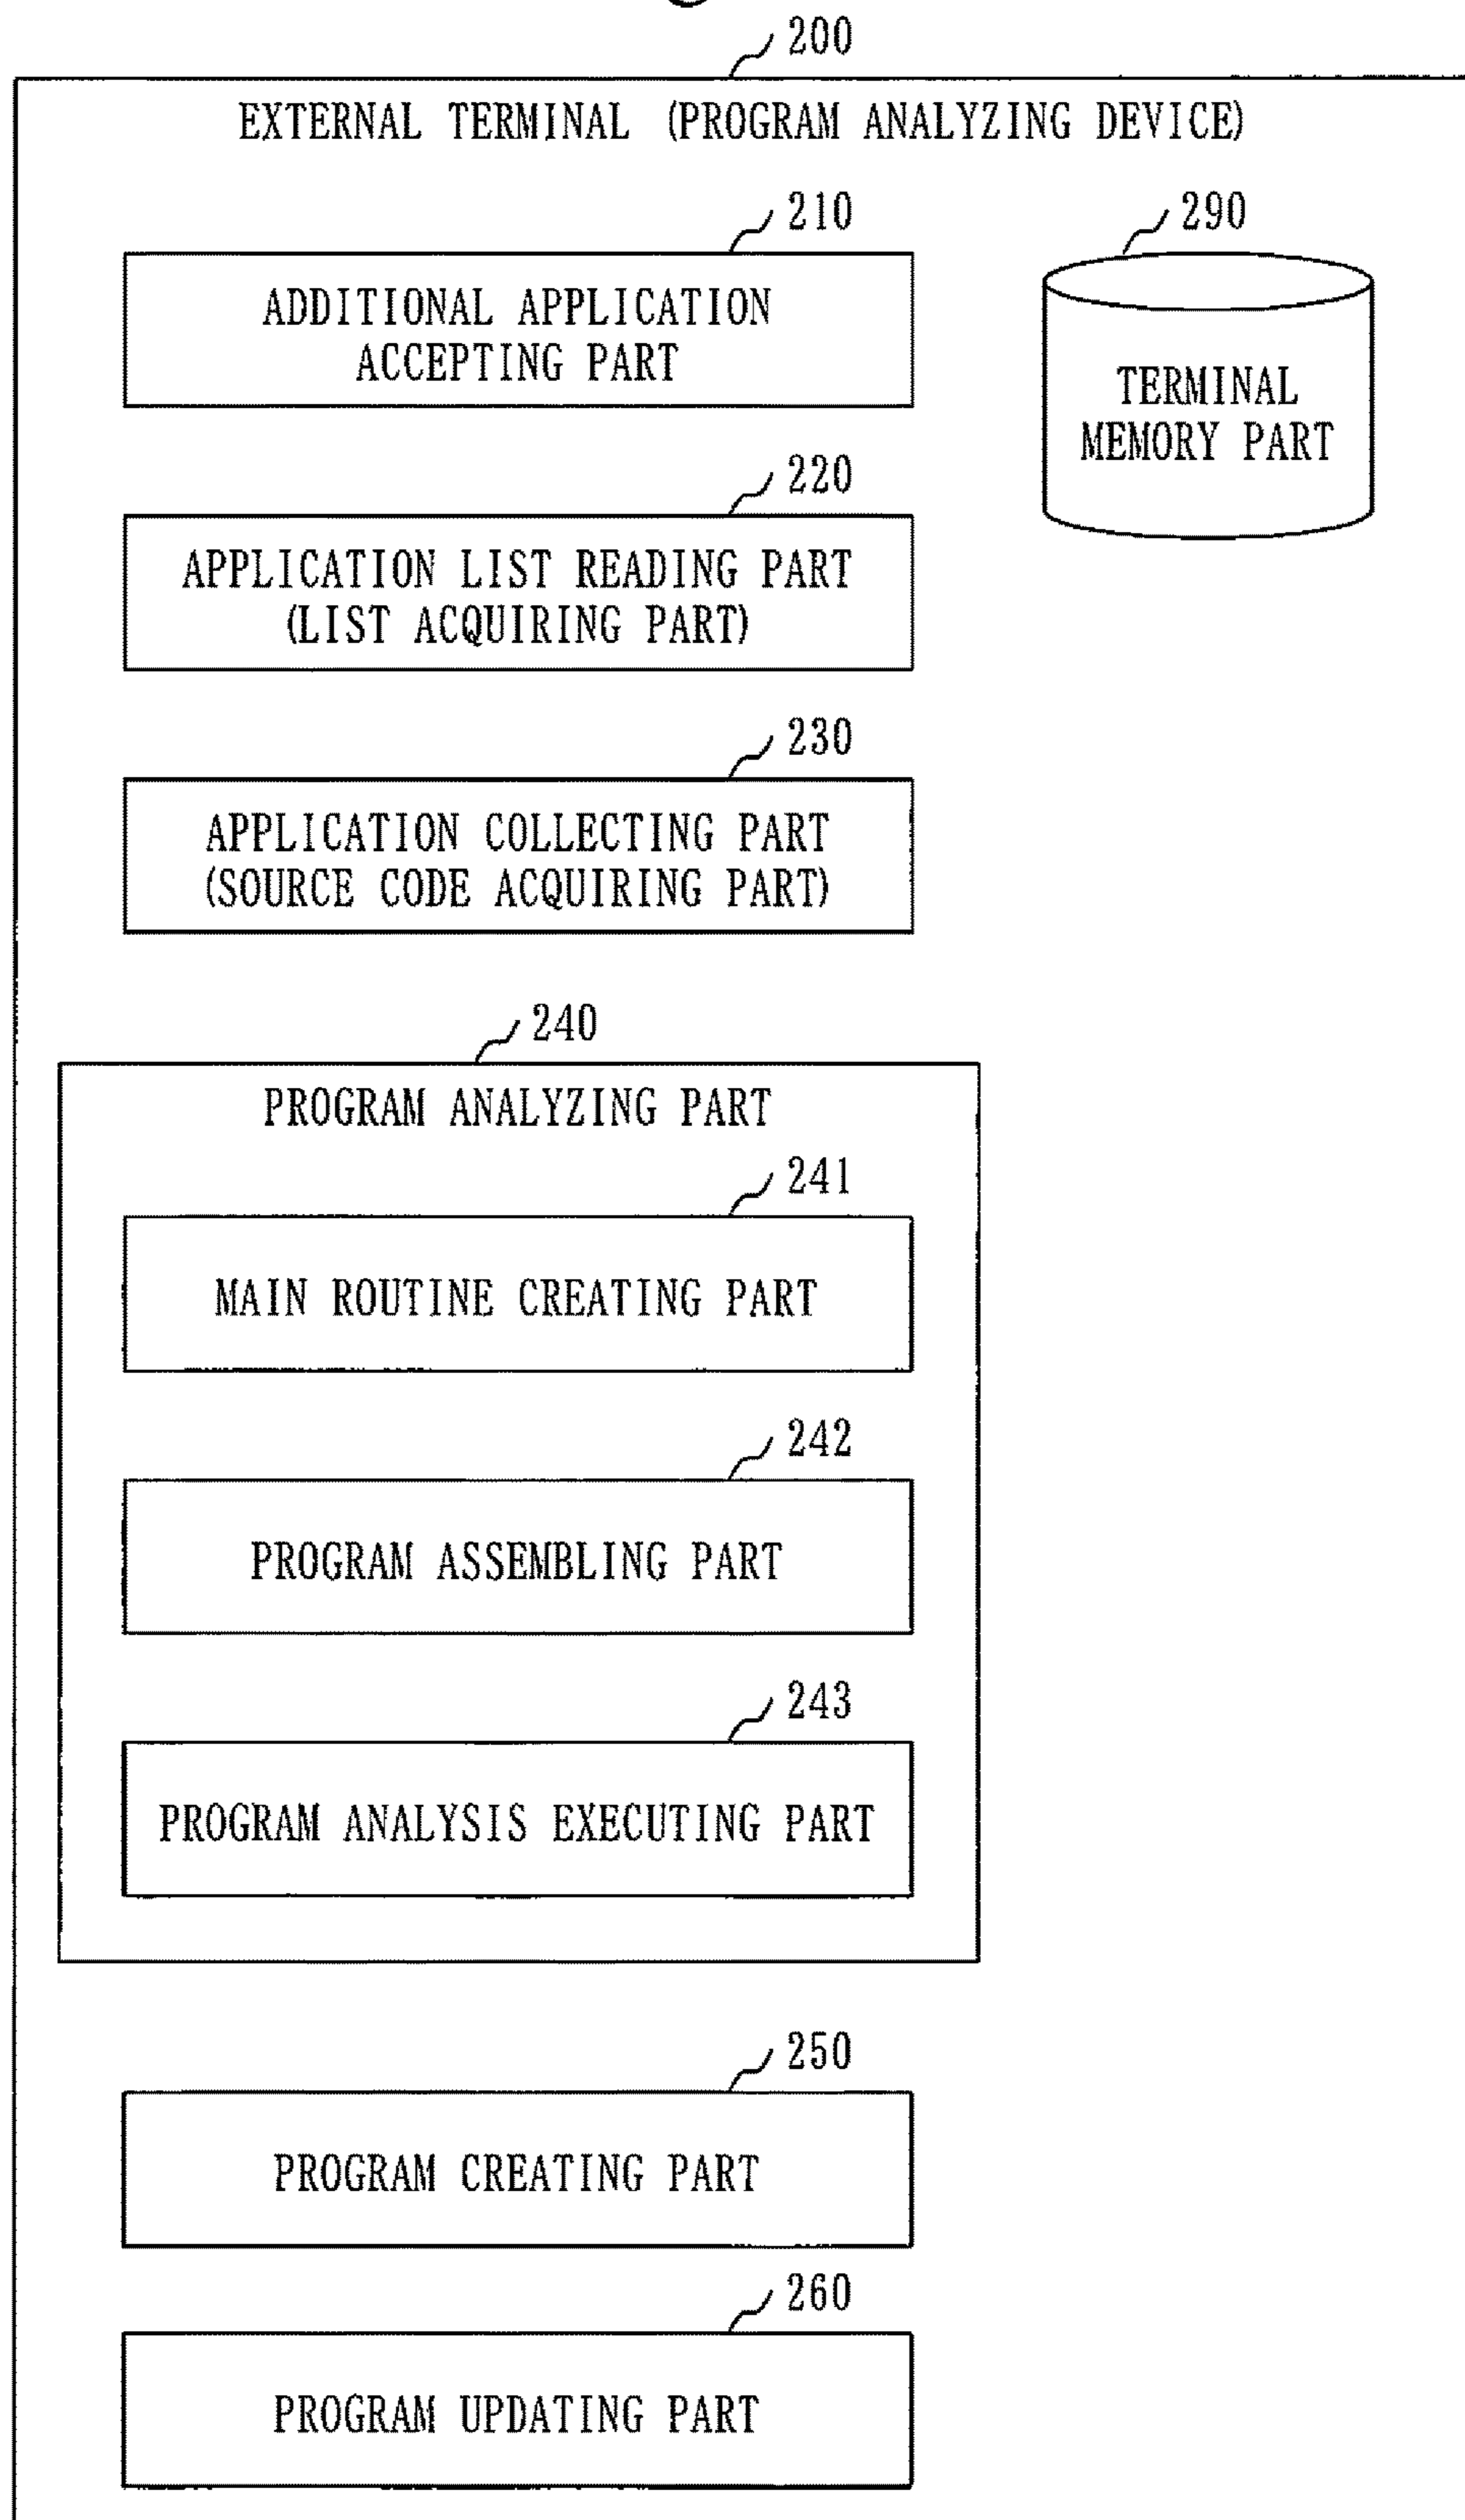 200
EXTERNAL TERMINAL (PROGRAM ANALYZING DEVICE)
210
ADDITIONAL APPLICATION
ACCEPTING PART
290
TERMINAL
MEMORY PART
220
APPLICATION LIST READING PART
(LIST ACQUIRING PART)
230
APPLICATION COLLECTING PART
(SOURCE CODE ACQUIRING PART)
240
PROGRAM ANALYZING PART
241
MAIN ROUTINE CREATING PART
242
PROGRAM ASSEMBLING PART
243
PROGRAM ANALYSIS EXECUTING PART
250
PROGRAM CREATING PART
260
PROGRAM UPDATING PART